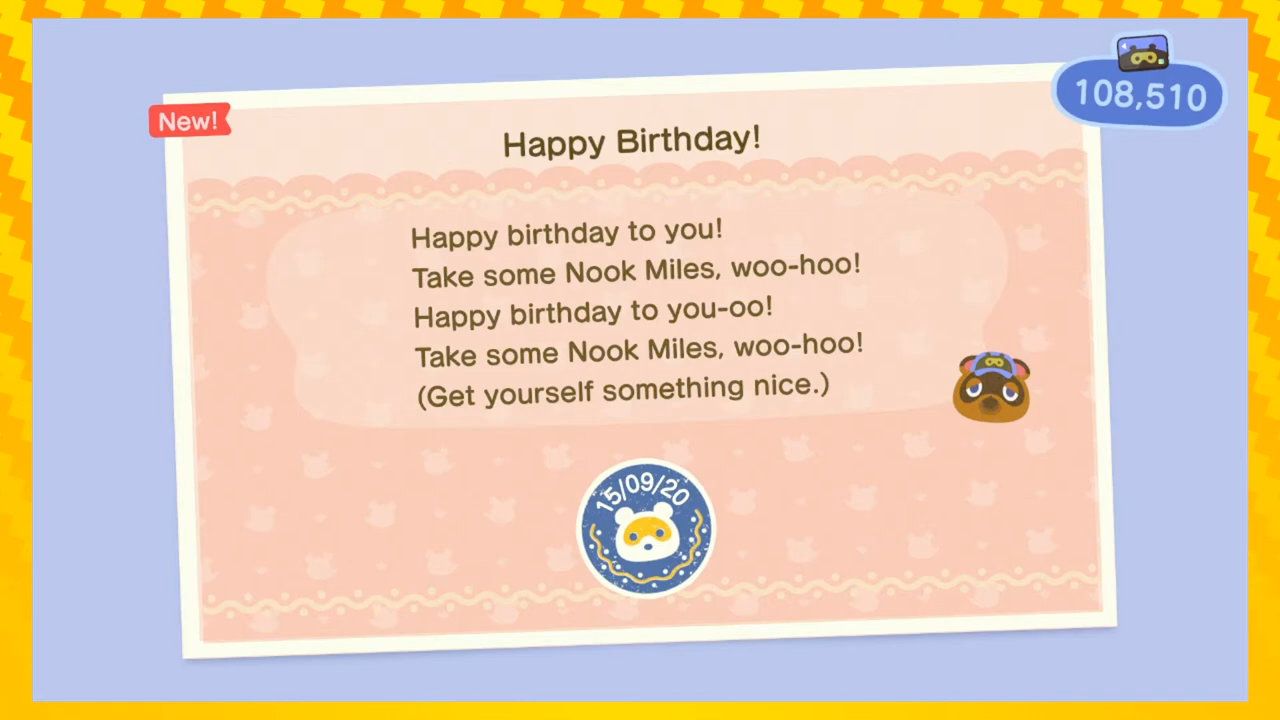 108,510
New!
Happy Birthday!
Happy birthday to you!
Take some Nook Miles, woo-hoo!
Happy birthday to you-oo!
Take some Nook Miles, woo-hoo!
(Get yourself something nice.)
15/09/20